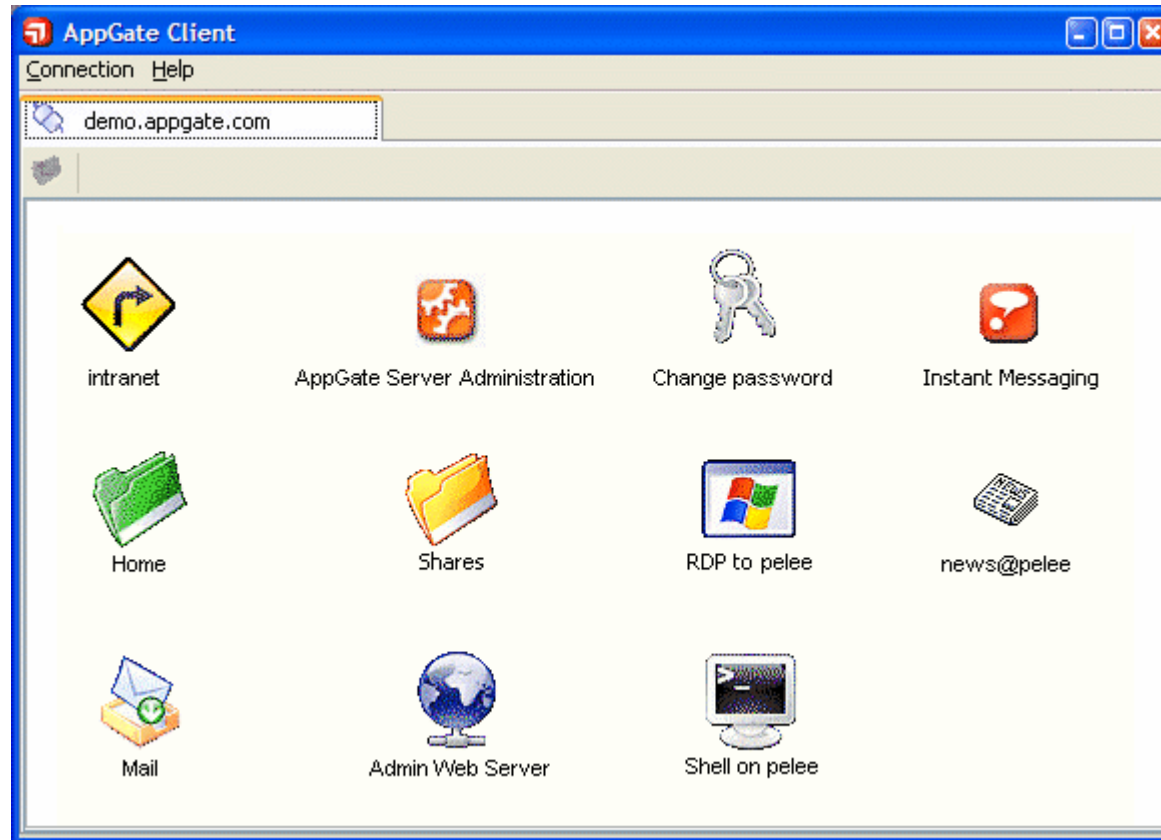 AppGate Client
Connection Help
demo.appgate.com
intranet
AppGate Server Administration
Change password
Instant Messaging
Home
Shares
RDP to pelee
NEWS
news@pelee
Mail
Admin Web Server
>_
Shell on pelee